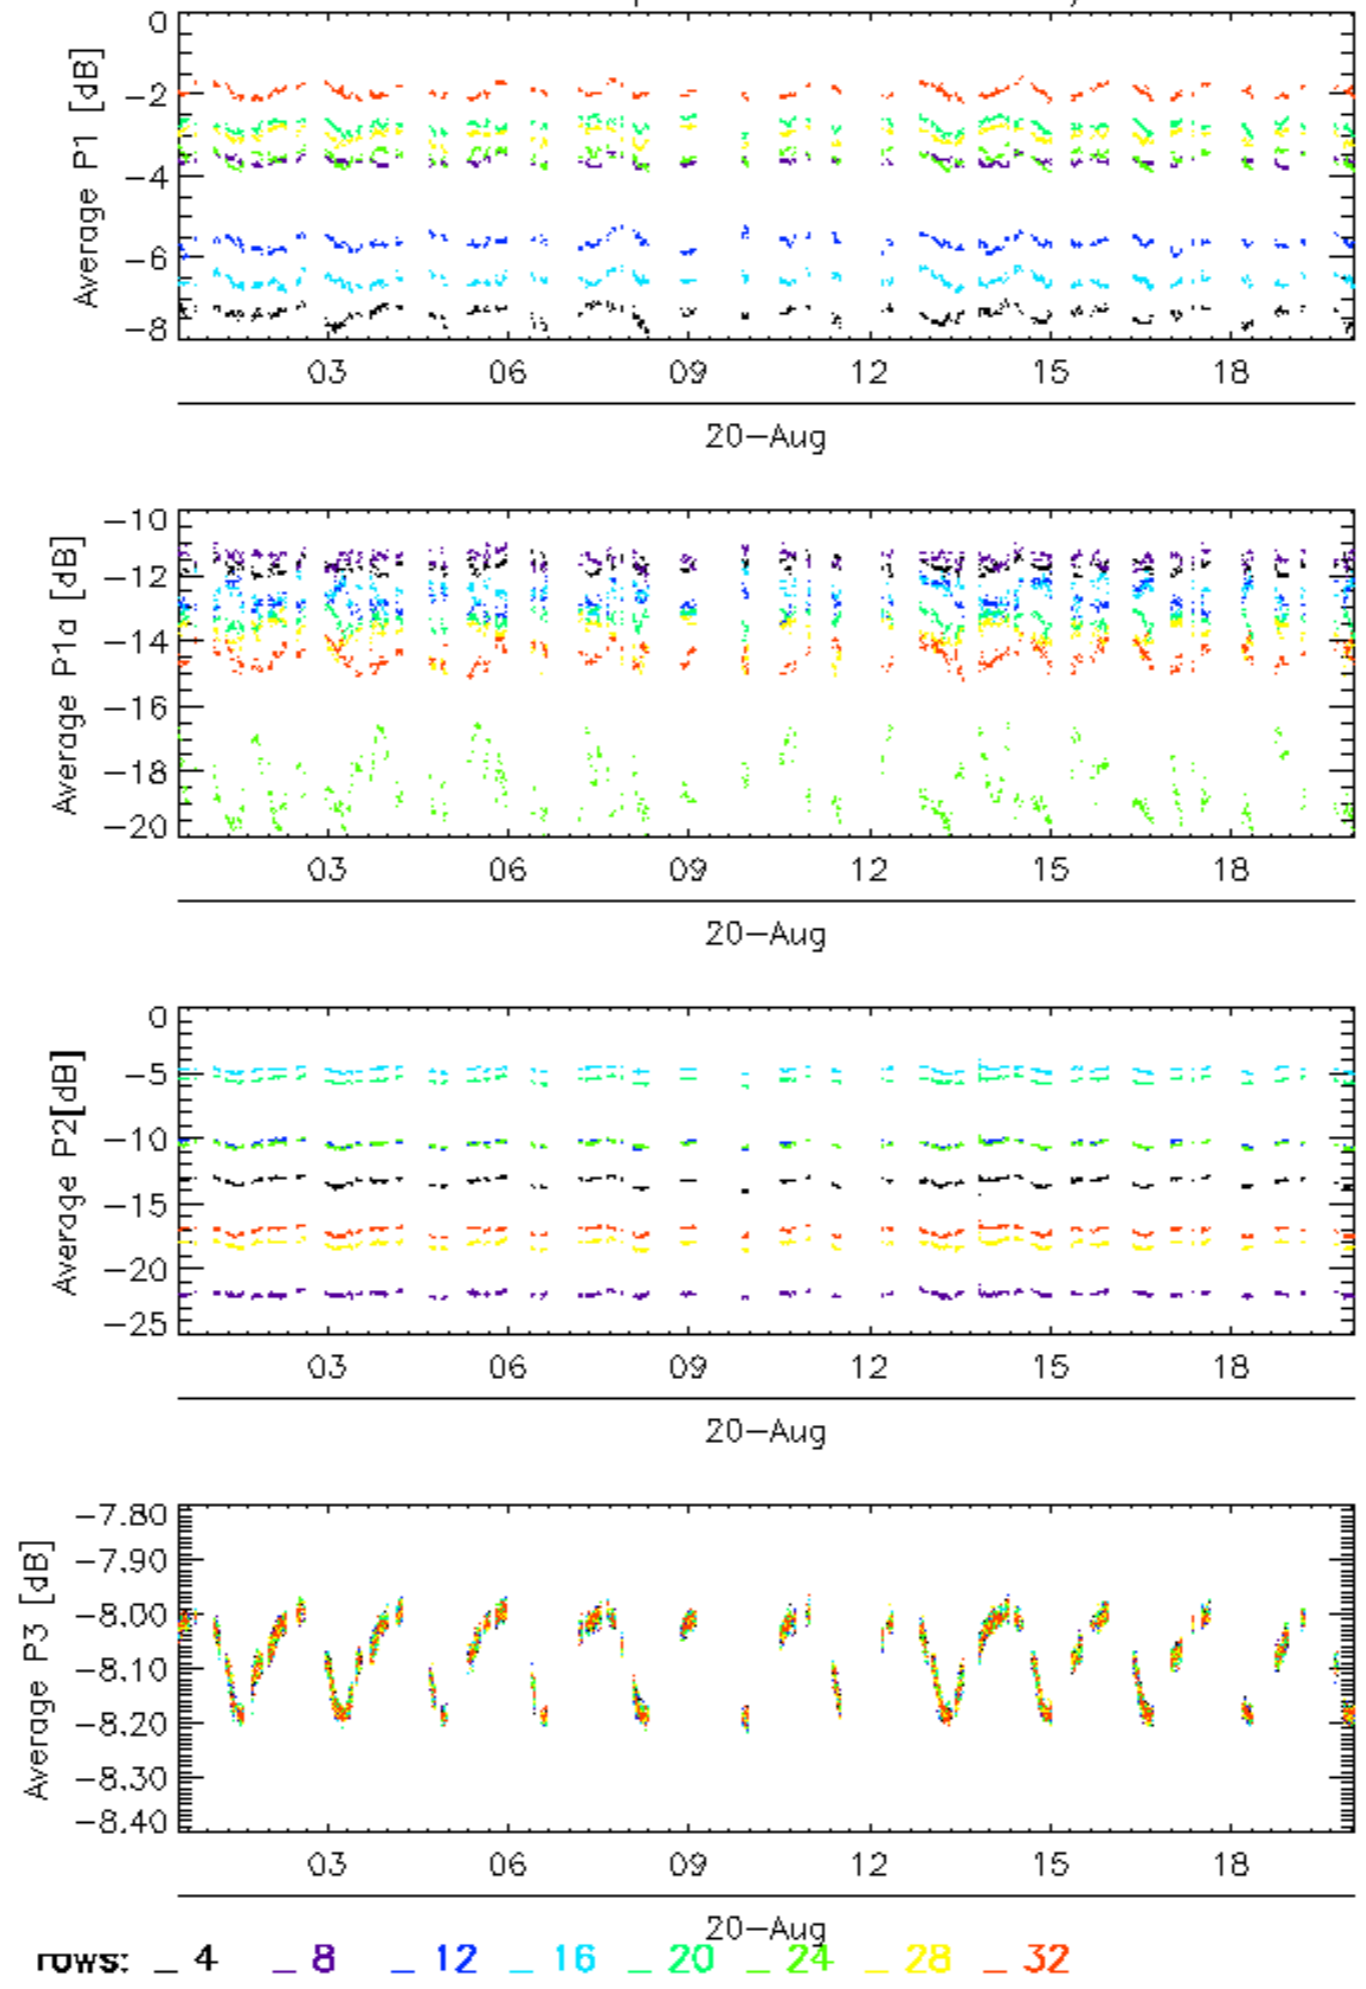 0
Average P1 [dB]
−2
−4
−6
−8
03 06 09 12 15 18
20−Aug
−10
Average P1a [dB]
−12
−14
−16
−18
−20
03 06 09 12 15 18
20−Aug
0
Average P2[dB]
−5
−10
−15
−20
−25
03 06 09 12 15 18
20−Aug
−7.80
Average P3 [dB]
−7.90
−8.00
−8.10
−8.20
−8.30
−8.40
03 06 09 12 15 18
20−Aug
rows: _ 4 _ 8 _ 12 _ 16 _ 20 _ 24 _ 28 _ 32